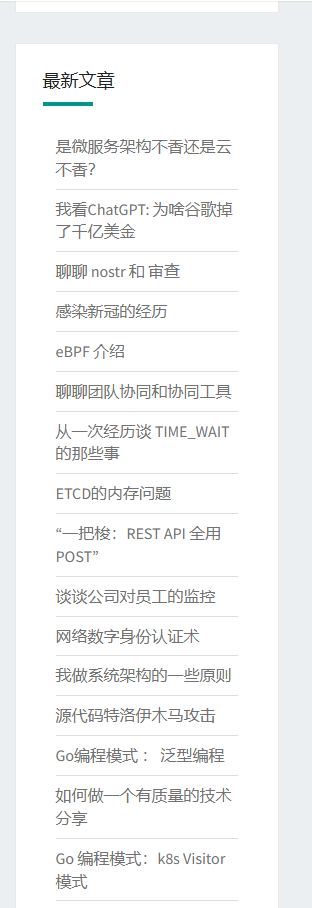 最新文章
是微服务架构不香还是云
不香？
我看ChatGPT: 为啥谷歌掉
了千亿美金
聊聊 nostr 和 审查
感染新冠的经历
eBPF 介绍
聊聊团队协同和协同工具
从一次经历谈 TIME_WAIT
的那些事
ETCD的内存问题
“一把梭：REST API 全用
POST”
谈谈公司对员工的监控
网络数字身份认证术
我做系统架构的一些原则
源代码特洛伊木马攻击
Go编程模式 ： 泛型编程
如何做一个有质量的技术
分享
Go 编程模式：k8s Visitor
模式